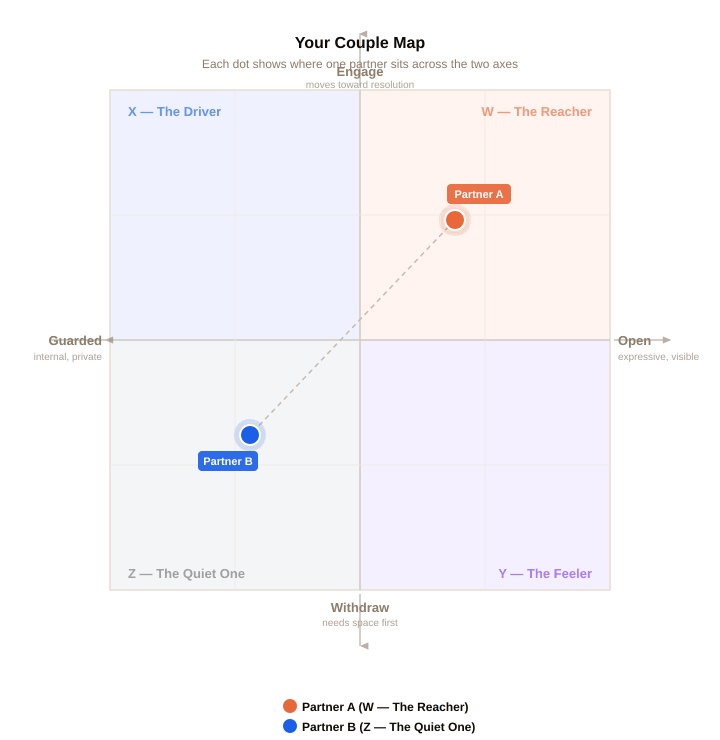 Your Couple Map
Each dot shows where one partner sits across the two axes
Engage
moves toward resolution
X — The Driver
W — The Reacher
Partner A
Guarded
internal, private
Open
expressive, visible
Partner B
Z — The Quiet One
Y — The Feeler
Withdraw
needs space first
Partner A (W — The Reacher)
Partner B (Z — The Quiet One)